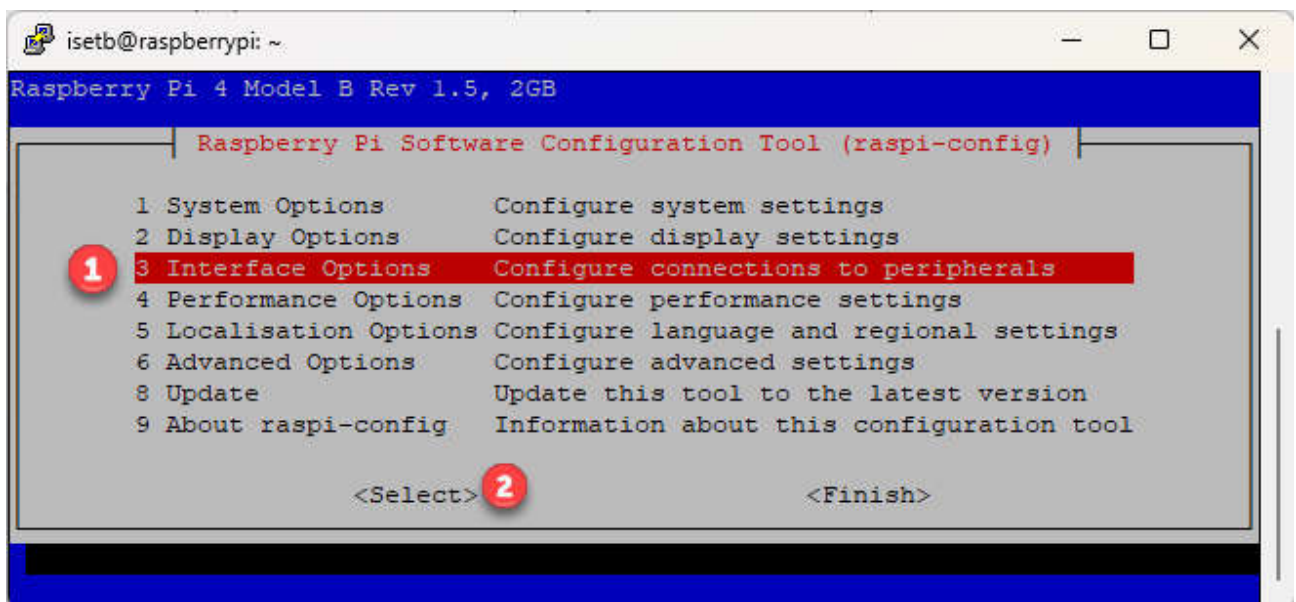 isetb@raspberrypi: ~
Raspberry Pi 4 Model B Rev 1.5, 2GB
Raspberry Pi Software Configuration Tool (raspi-config)
1 System Options Configure system settings
2 Display Options Configure display settings
1 3 Interface Options Configure connections to peripherals
4 Performance Options Configure performance settings
5 Localisation Options Configure language and regional settings
6 Advanced Options Configure advanced settings
8 Update Update this tool to the latest version
9 About raspi-config Information about this configuration tool
<Select> 2 <Finish>